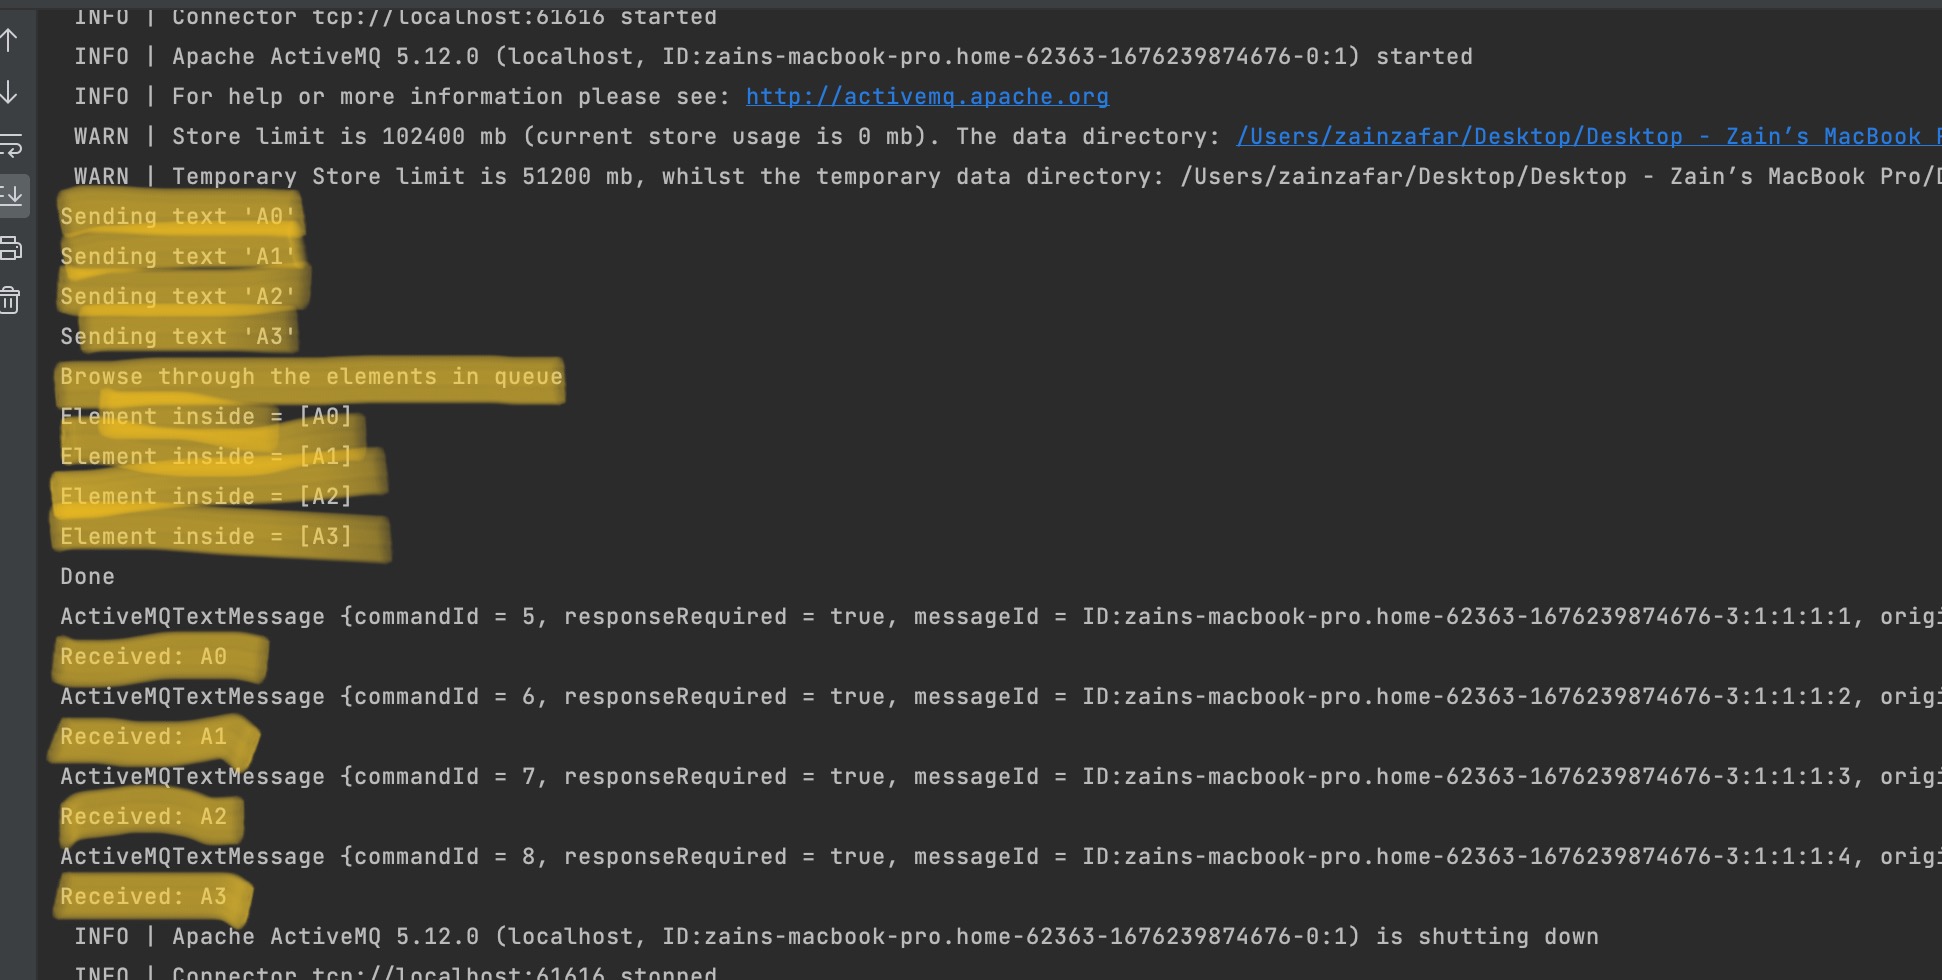 INFO | Connector tcp://localhost:61616 started
INFO | Apache ActiveMQ 5.12.0 (localhost, ID:zains-macbook-pro.home-62363-1676239874676-0:1) started
INFO | For help or more information please see: http://activemq.apache.org
WARN | Store limit is 102400 mb (current store usage is 0 mb). The data directory: /Users/zainzafar/Desktop/Desktop - Zain’s MacBook
WARN | Temporary Store limit is 51200 mb, whilst the temporary data directory: /Users/zainzafar/Desktop/Desktop - Zain’s MacBook Pro/
Sending text 'A0'
Sending text 'A1'
Sending text 'A2'
Sending text 'A3'
Browse through the elements in queue
Element inside = [A0]
Element inside = [A1]
Element inside = [A2]
Element inside = [A3]
Done
ActiveMQTextMessage {commandId = 5, responseRequired = true, messageId = ID:zains-macbook-pro.home-62363-1676239874676-3:1:1:1:1, origi
Received: A0
ActiveMQTextMessage {commandId = 6, responseRequired = true, messageId = ID:zains-macbook-pro.home-62363-1676239874676-3:1:1:1:2, origi
Received: A1
ActiveMQTextMessage {commandId = 7, responseRequired = true, messageId = ID:zains-macbook-pro.home-62363-1676239874676-3:1:1:1:3, origi
Received: A2
ActiveMQTextMessage {commandId = 8, responseRequired = true, messageId = ID:zains-macbook-pro.home-62363-1676239874676-3:1:1:1:4, origi
Received: A3
INFO | Apache ActiveMQ 5.12.0 (localhost, ID:zains-macbook-pro.home-62363-1676239874676-0:1) is shutting down
INFO | Connector tcp://localhost:61616 stopped